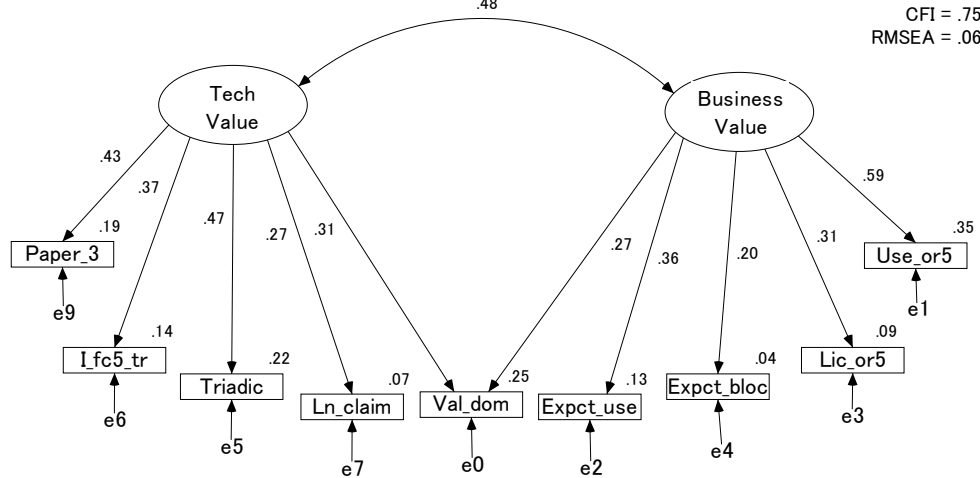 .48
CFI = .75
RMSEA = .06
Tech
Value
Business
Value
.43
.37
.47
.27
.31
.27
.36
.20
.31
.59
.19
Paper_3
e9
.35
Use_or5
e1
.14
I_fc5_tr
e6
.22
Triadic
e5
.07
Ln_claim
e7
.25
Val_dom
e0
.13
Expct_use
e2
.04
Expct_bloc
e4
.09
Lic_or5
e3